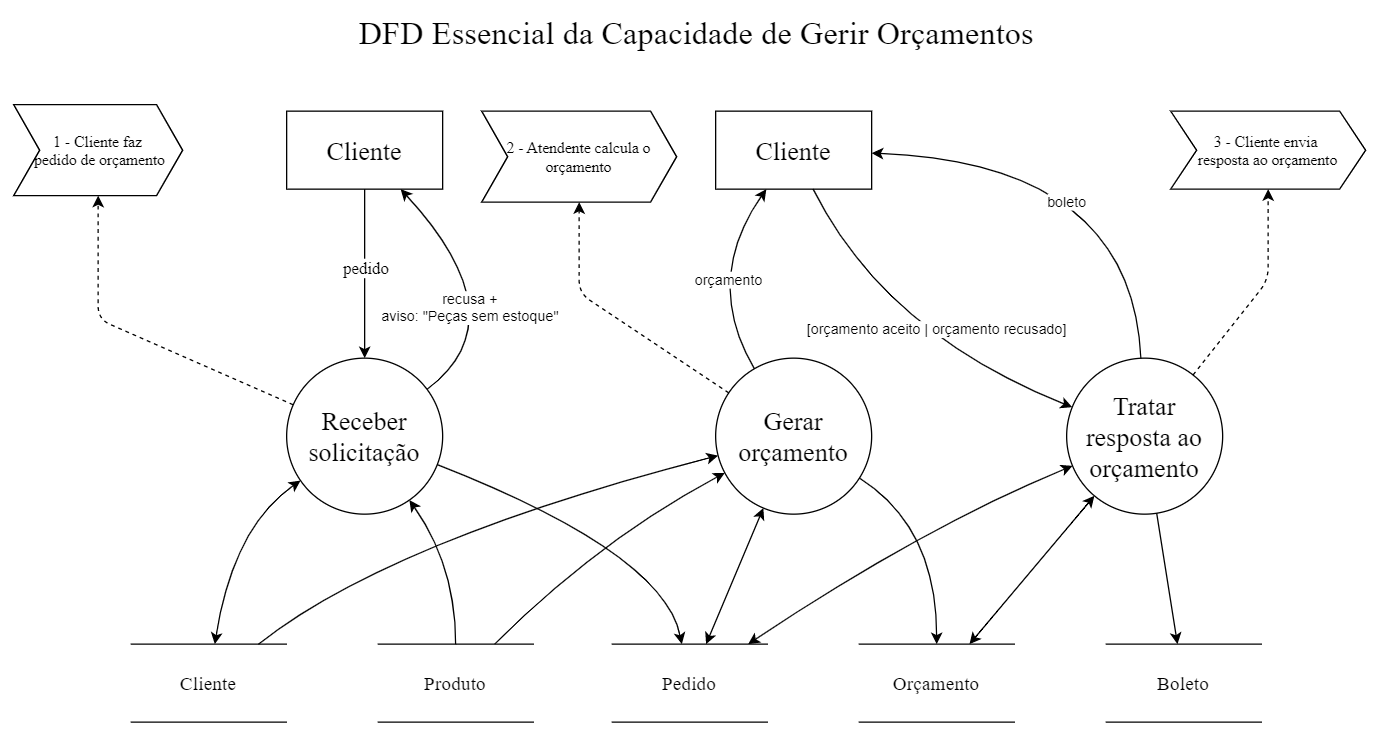 DFD Essencial da Capacidade de Gerir Orçamentos
1 - Cliente faz
pedido de orçamento
Cliente
2 - Atendente calcula o
orçamento
Cliente
3 - Cliente envia
resposta ao orçamento
boleto
pedido
orçamento
recusa +
aviso: "Peças sem estoque"
[orçamento aceito | orçamento recusado]
Receber
solicitação
Gerar
orçamento
Tratar
resposta ao
orçamento
Cliente
Produto
Pedido
Orçamento
Boleto